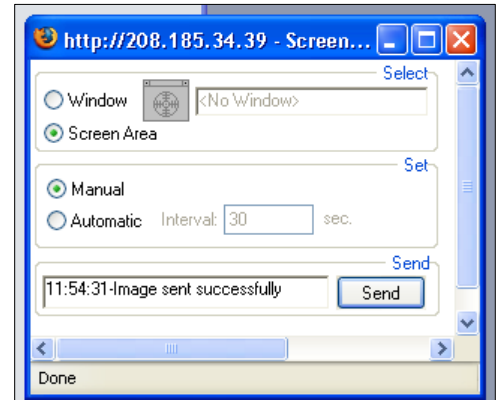 http://208.185.34.39 - Screen...
Select
Window <No Window>
Screen Area
Set
Manual
Automatic Interval: 30 sec.
Send
11:54:31-Image sent successfully Send
Done